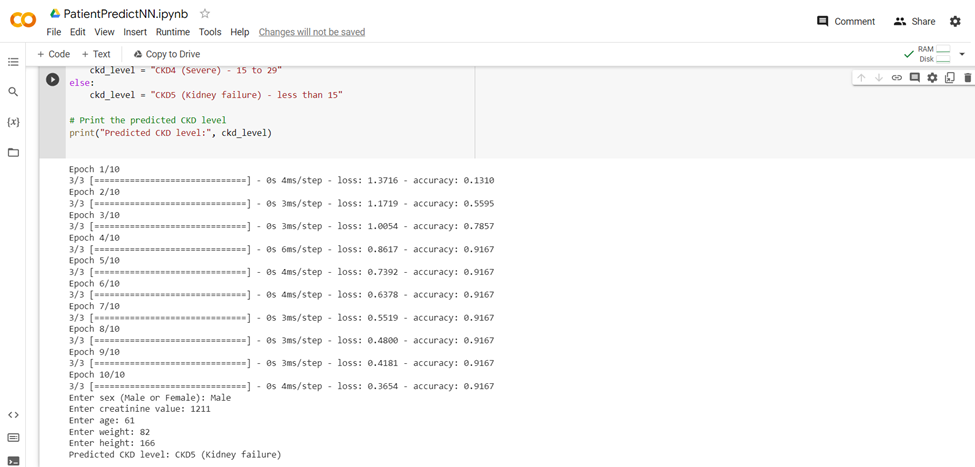 PatientPredictNN.ipynb
File Edit View Insert Runtime Tools Help Changes will not be saved
Comment Share
+ Code + Text Copy to Drive
RAM
Disk
ckd_level = "CKD4 (Severe) - 15 to 29"
else:
ckd_level = "CKD5 (Kidney failure) - less than 15"
# Print the predicted CKD level
print("Predicted CKD level:", ckd_level)
Epoch 1/10
3/3 [==============================] - 0s 4ms/step - loss: 1.3716 - accuracy: 0.1310
Epoch 2/10
3/3 [==============================] - 0s 3ms/step - loss: 1.1719 - accuracy: 0.5595
Epoch 3/10
3/3 [==============================] - 0s 3ms/step - loss: 1.0054 - accuracy: 0.7857
Epoch 4/10
3/3 [==============================] - 0s 6ms/step - loss: 0.8617 - accuracy: 0.9167
Epoch 5/10
3/3 [==============================] - 0s 4ms/step - loss: 0.7392 - accuracy: 0.9167
Epoch 6/10
3/3 [==============================] - 0s 4ms/step - loss: 0.6378 - accuracy: 0.9167
Epoch 7/10
3/3 [==============================] - 0s 3ms/step - loss: 0.5519 - accuracy: 0.9167
Epoch 8/10
3/3 [==============================] - 0s 3ms/step - loss: 0.4800 - accuracy: 0.9167
Epoch 9/10
3/3 [==============================] - 0s 3ms/step - loss: 0.4181 - accuracy: 0.9167
Epoch 10/10
3/3 [==============================] - 0s 4ms/step - loss: 0.3654 - accuracy: 0.9167
Enter sex (Male or Female): Male
Enter creatinine value: 1211
Enter age: 61
Enter weight: 82
Enter height: 166
Predicted CKD level: CKD5 (Kidney failure)